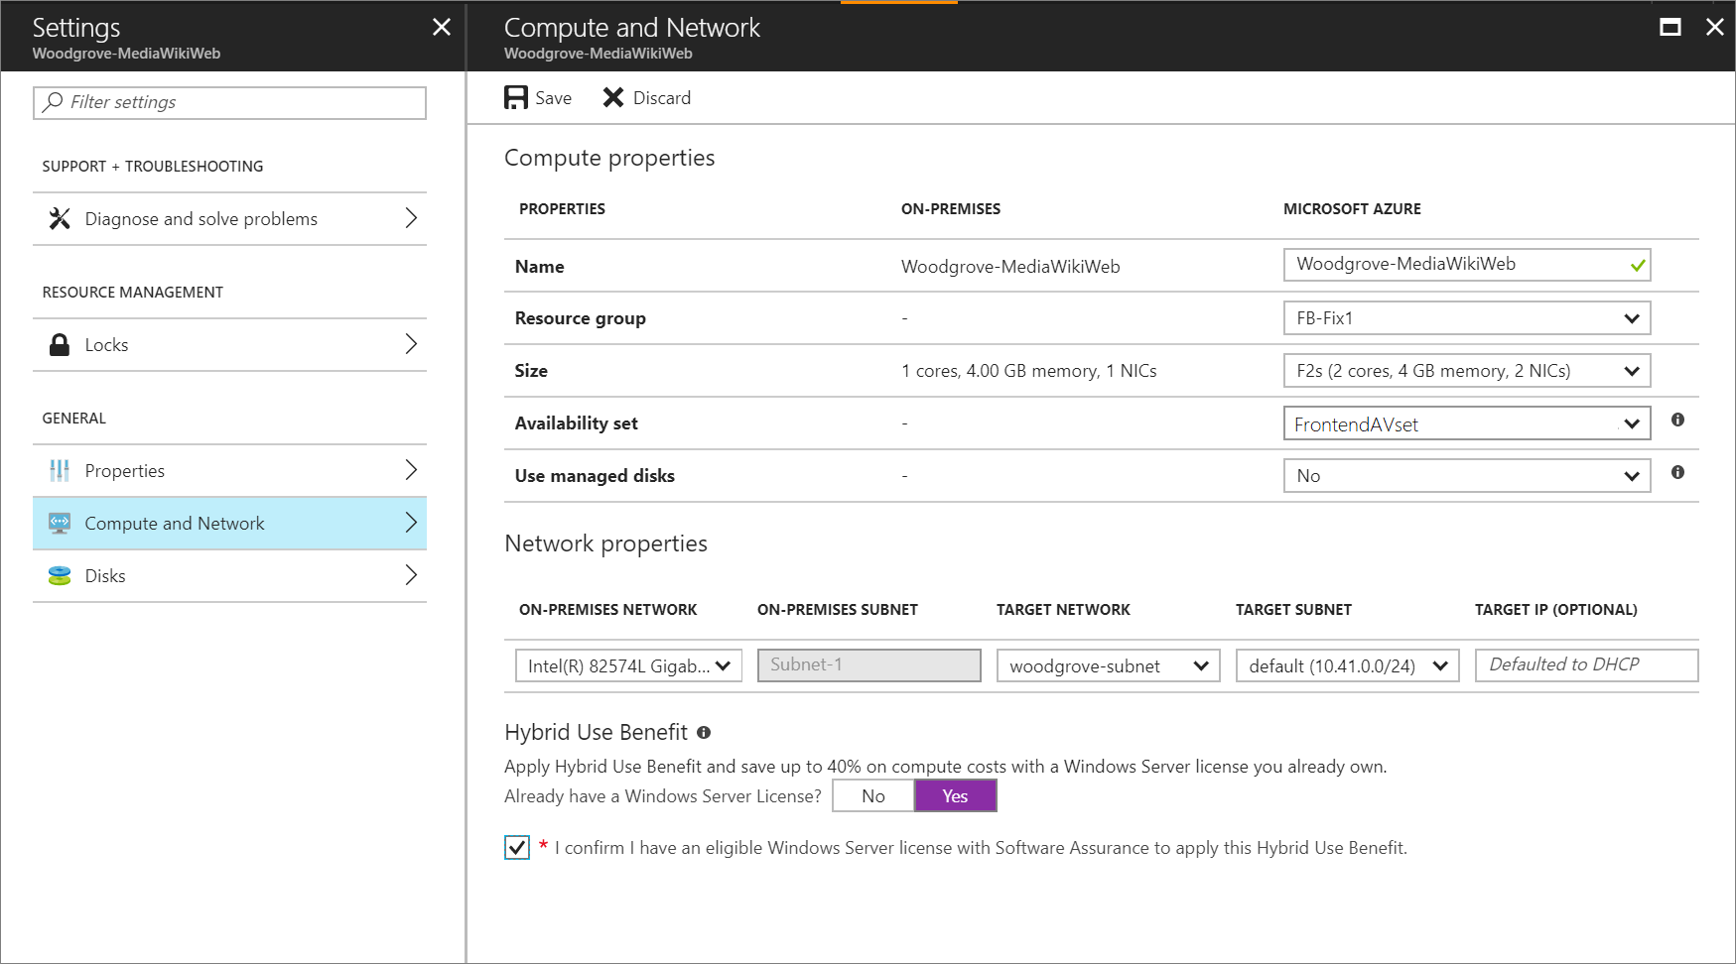 Settings
Woodgrove-MediaWikiWeb
Filter settings
SUPPORT + TROUBLESHOOTING
Diagnose and solve problems
RESOURCE MANAGEMENT
Locks
GENERAL
Properties
Compute and Network
Disks
Compute and Network
Woodgrove-MediaWikiWeb
Save Discard
Compute properties
PROPERTIES ON-PREMISES MICROSOFT AZURE
Name Woodgrove-MediaWikiWeb Woodgrove-MediaWikiWeb
Resource group - FB-Fix1
Size 1 cores, 4.00 GB memory, 1 NICs F2s (2 cores, 4 GB memory, 2 NICs)
Availability set - FrontendAVset
Use managed disks - No
Network properties
ON-PREMISES NETWORK ON-PREMISES SUBNET TARGET NETWORK TARGET SUBNET TARGET IP (OPTIONAL)
Intel(R) 82574L Gigab... Subnet-1 woodgrove-subnet default (10.41.0.0/24) Defaulted to DHCP
Hybrid Use Benefit
Apply Hybrid Use Benefit and save up to 40% on compute costs with a Windows Server license you already own.
Already have a Windows Server License? No Yes
* I confirm I have an eligible Windows Server license with Software Assurance to apply this Hybrid Use Benefit.